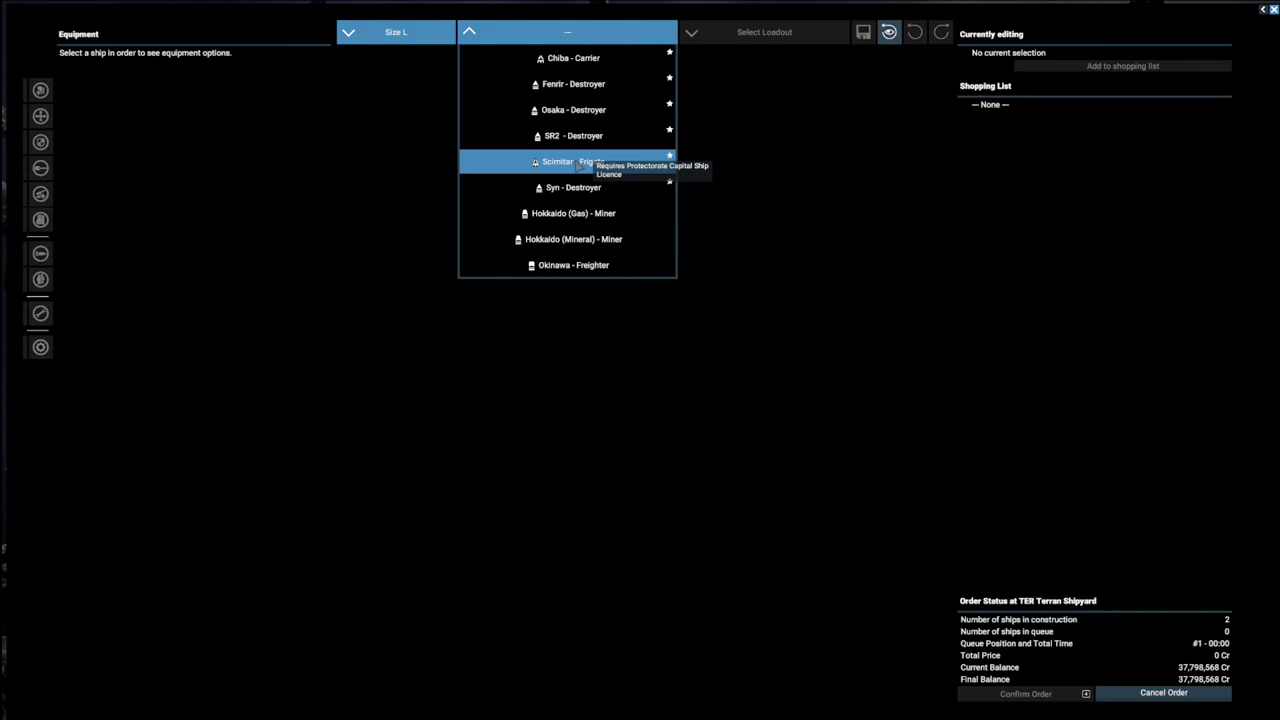 Equipment
Select a ship in order to see equipment options.
Size L
—
Select Loadout
Chiba - Carrier
Fenrir - Destroyer
Osaka - Destroyer
SR2 - Destroyer
Scimitar - Frigate
Requires Protectorate Capital Ship
Licence
Syn - Destroyer
Hokkaido (Gas) - Miner
Hokkaido (Mineral) - Miner
Okinawa - Freighter
Currently editing
No current selection
Add to shopping list
Shopping List
— None —
Order Status at TER Terran Shipyard
Number of ships in construction 2
Number of ships in queue 0
Queue Position and Total Time #1 - 00:00
Total Price 0 Cr
Current Balance 37,798,568 Cr
Final Balance 37,798,568 Cr
Confirm Order
Cancel Order